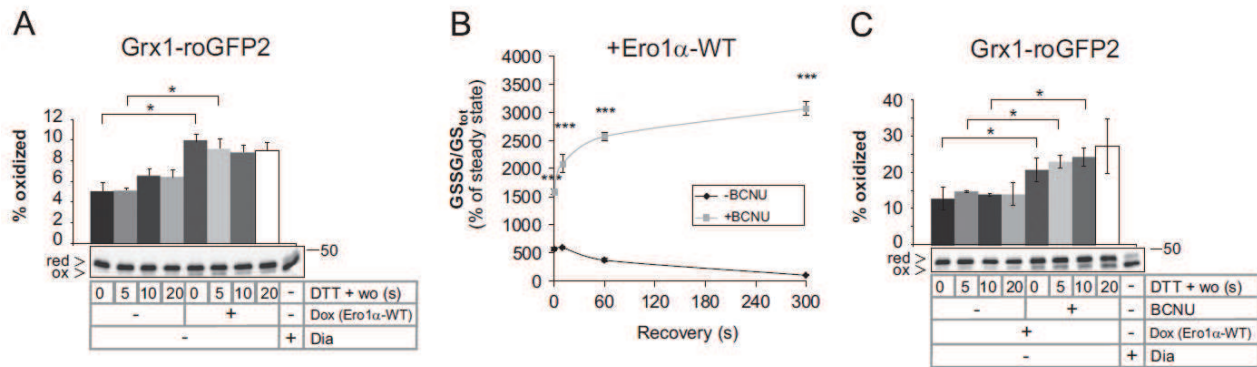 A
Grx1-roGFP2
% oxidized
12
10
8
6
4
2
0
*
*
red >
ox >
50
0 5 10 20 0 5 10 20 - DTT + wo (s)
- + - Dox (Ero1α-WT)
- + Dia
B
+Ero1α-WT
GSSG/GStot
(% of steady state)
4000
3500
3000
2500
2000
1500
1000
500
0
***
***
***
***
-BCNU
+BCNU
0 60 120 180 240 300
Recovery (s)
C
Grx1-roGFP2
% oxidized
40
30
20
10
0
*
*
*
red >
ox >
50
0 5 10 20 0 5 10 20 - DTT + wo (s)
- + - BCNU
+ - Dox (Ero1α-WT)
- + Dia